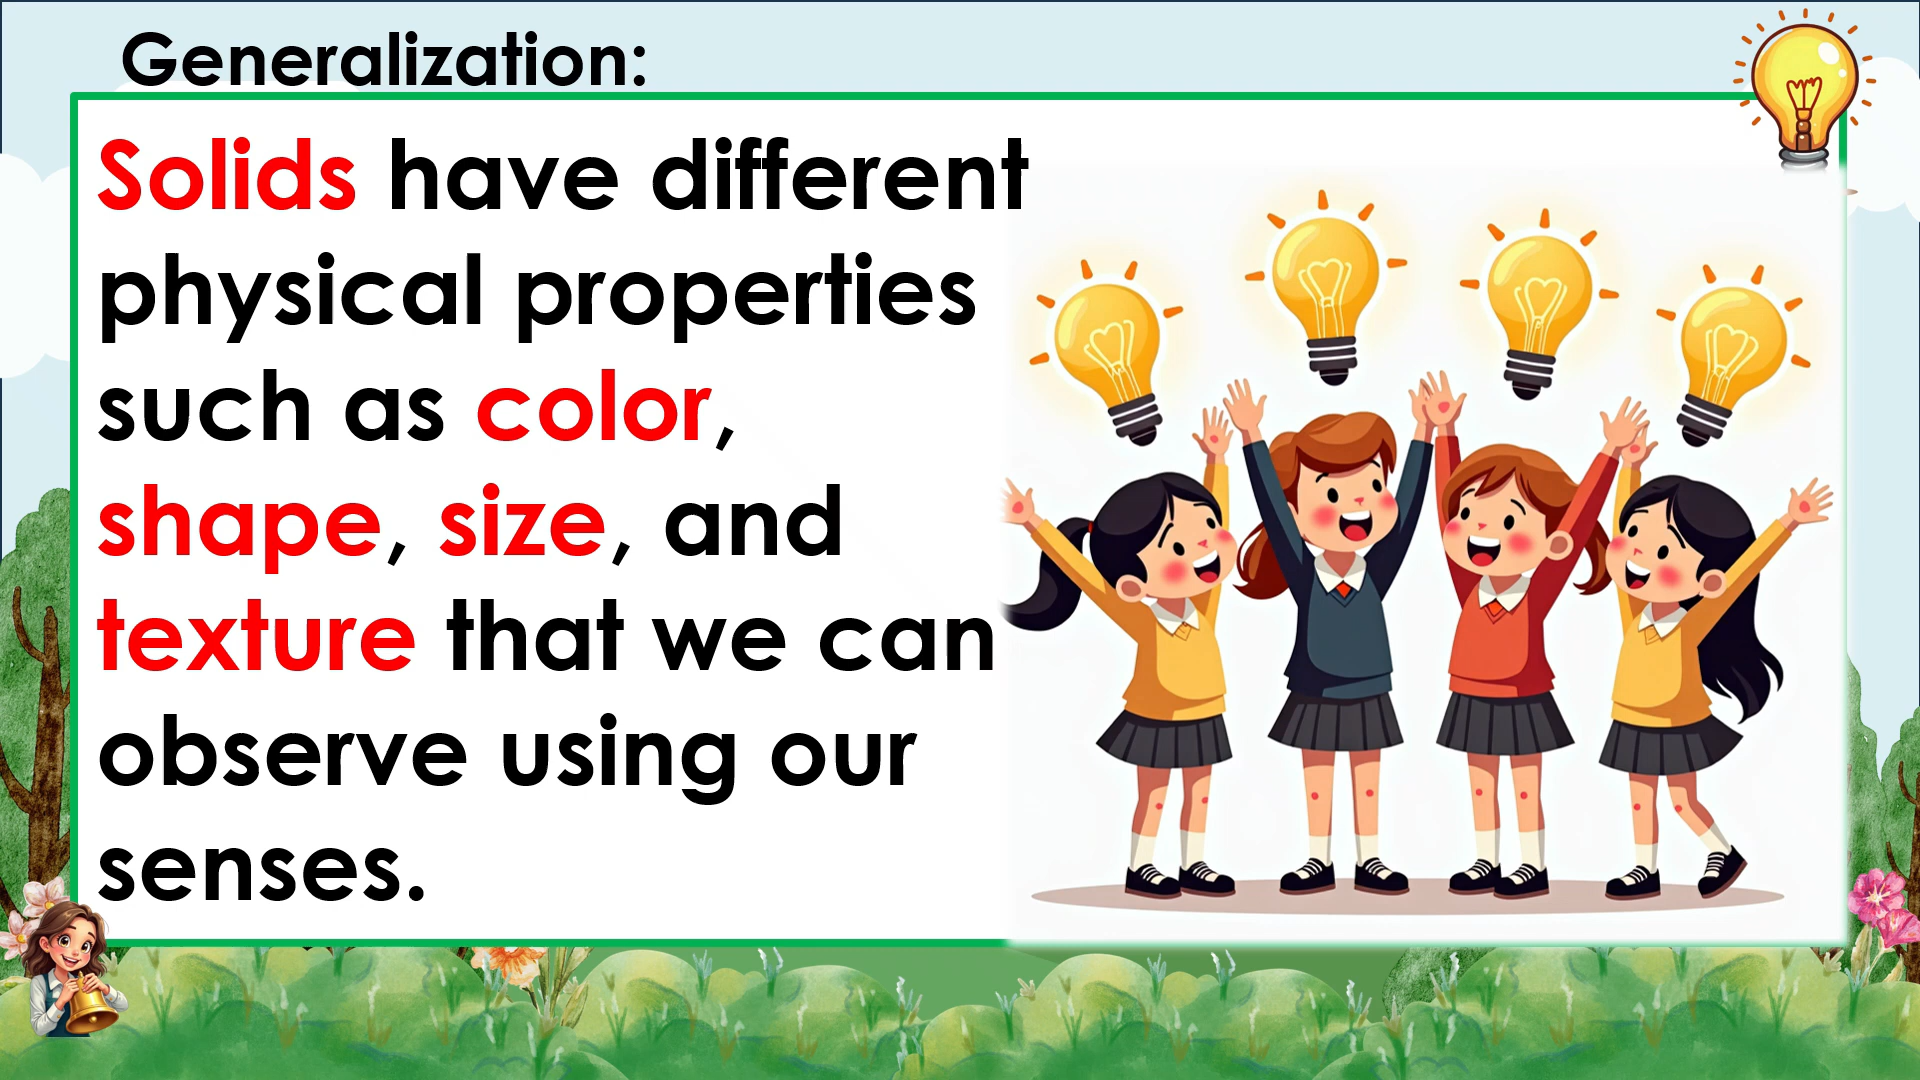 Generalization:
Solids have different
physical properties
such as color,
shape, size, and
texture that we can
observe using our
senses.